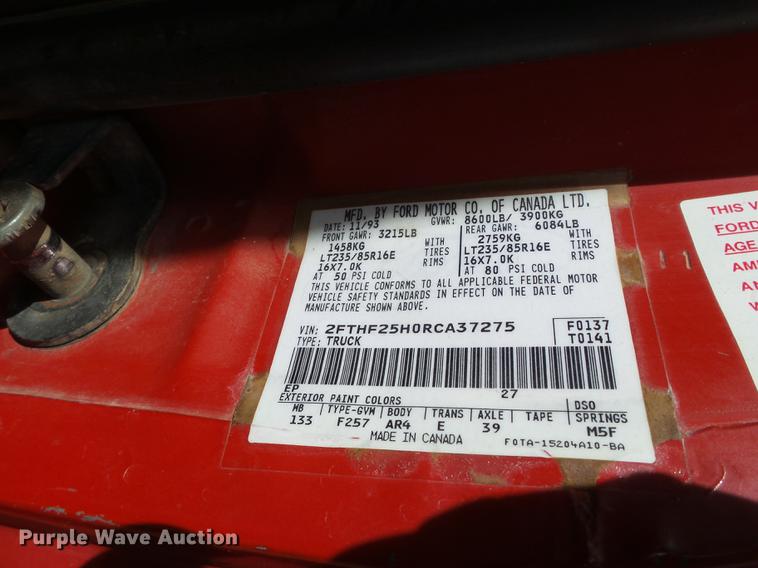 MFD. BY FORD MOTOR CO. OF CANADA LTD.
DATE: 11/93 GVWR: 8600LB/ 3900KG
FRONT GAWR: 3215LB REAR GAWR: 6084LB
1458KG WITH 2759KG WITH
LT235/85R16E TIRES LT235/85R16E TIRES
16X7.0K RIMS 16X7.0K RIMS
AT 50 PSI COLD AT 80 PSI COLD
THIS VEHICLE CONFORMS TO ALL APPLICABLE FEDERAL MOTOR
VEHICLE SAFETY STANDARDS IN EFFECT ON THE DATE OF
MANUFACTURE SHOWN ABOVE.
VIN: 2FTHF25H0RCA37275 F0137
TYPE: TRUCK T0141
EP 27
EXTERIOR PAINT COLORS DSO
WB TYPE-GVW BODY TRANS AXLE TAPE SPRINGS
133 F257 AR4 E 39 M5F
MADE IN CANADA F0TA-15204A10-BA
THIS V
FORD
AGE
AM
AN
Purple Wave Auction